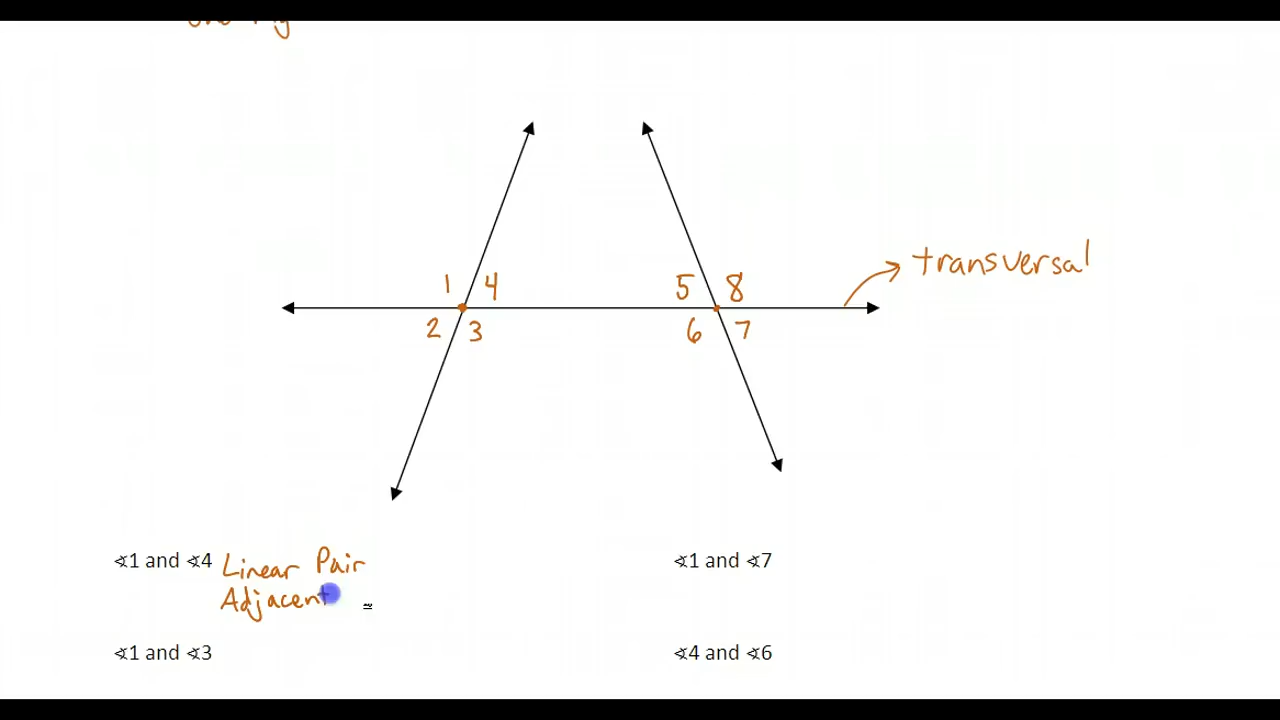 1 4
5 8
transversal
2 3
6 7
∢1 and ∢4 Linear Pair
Adjacent
∢1 and ∢7
∢1 and ∢3
∢4 and ∢6